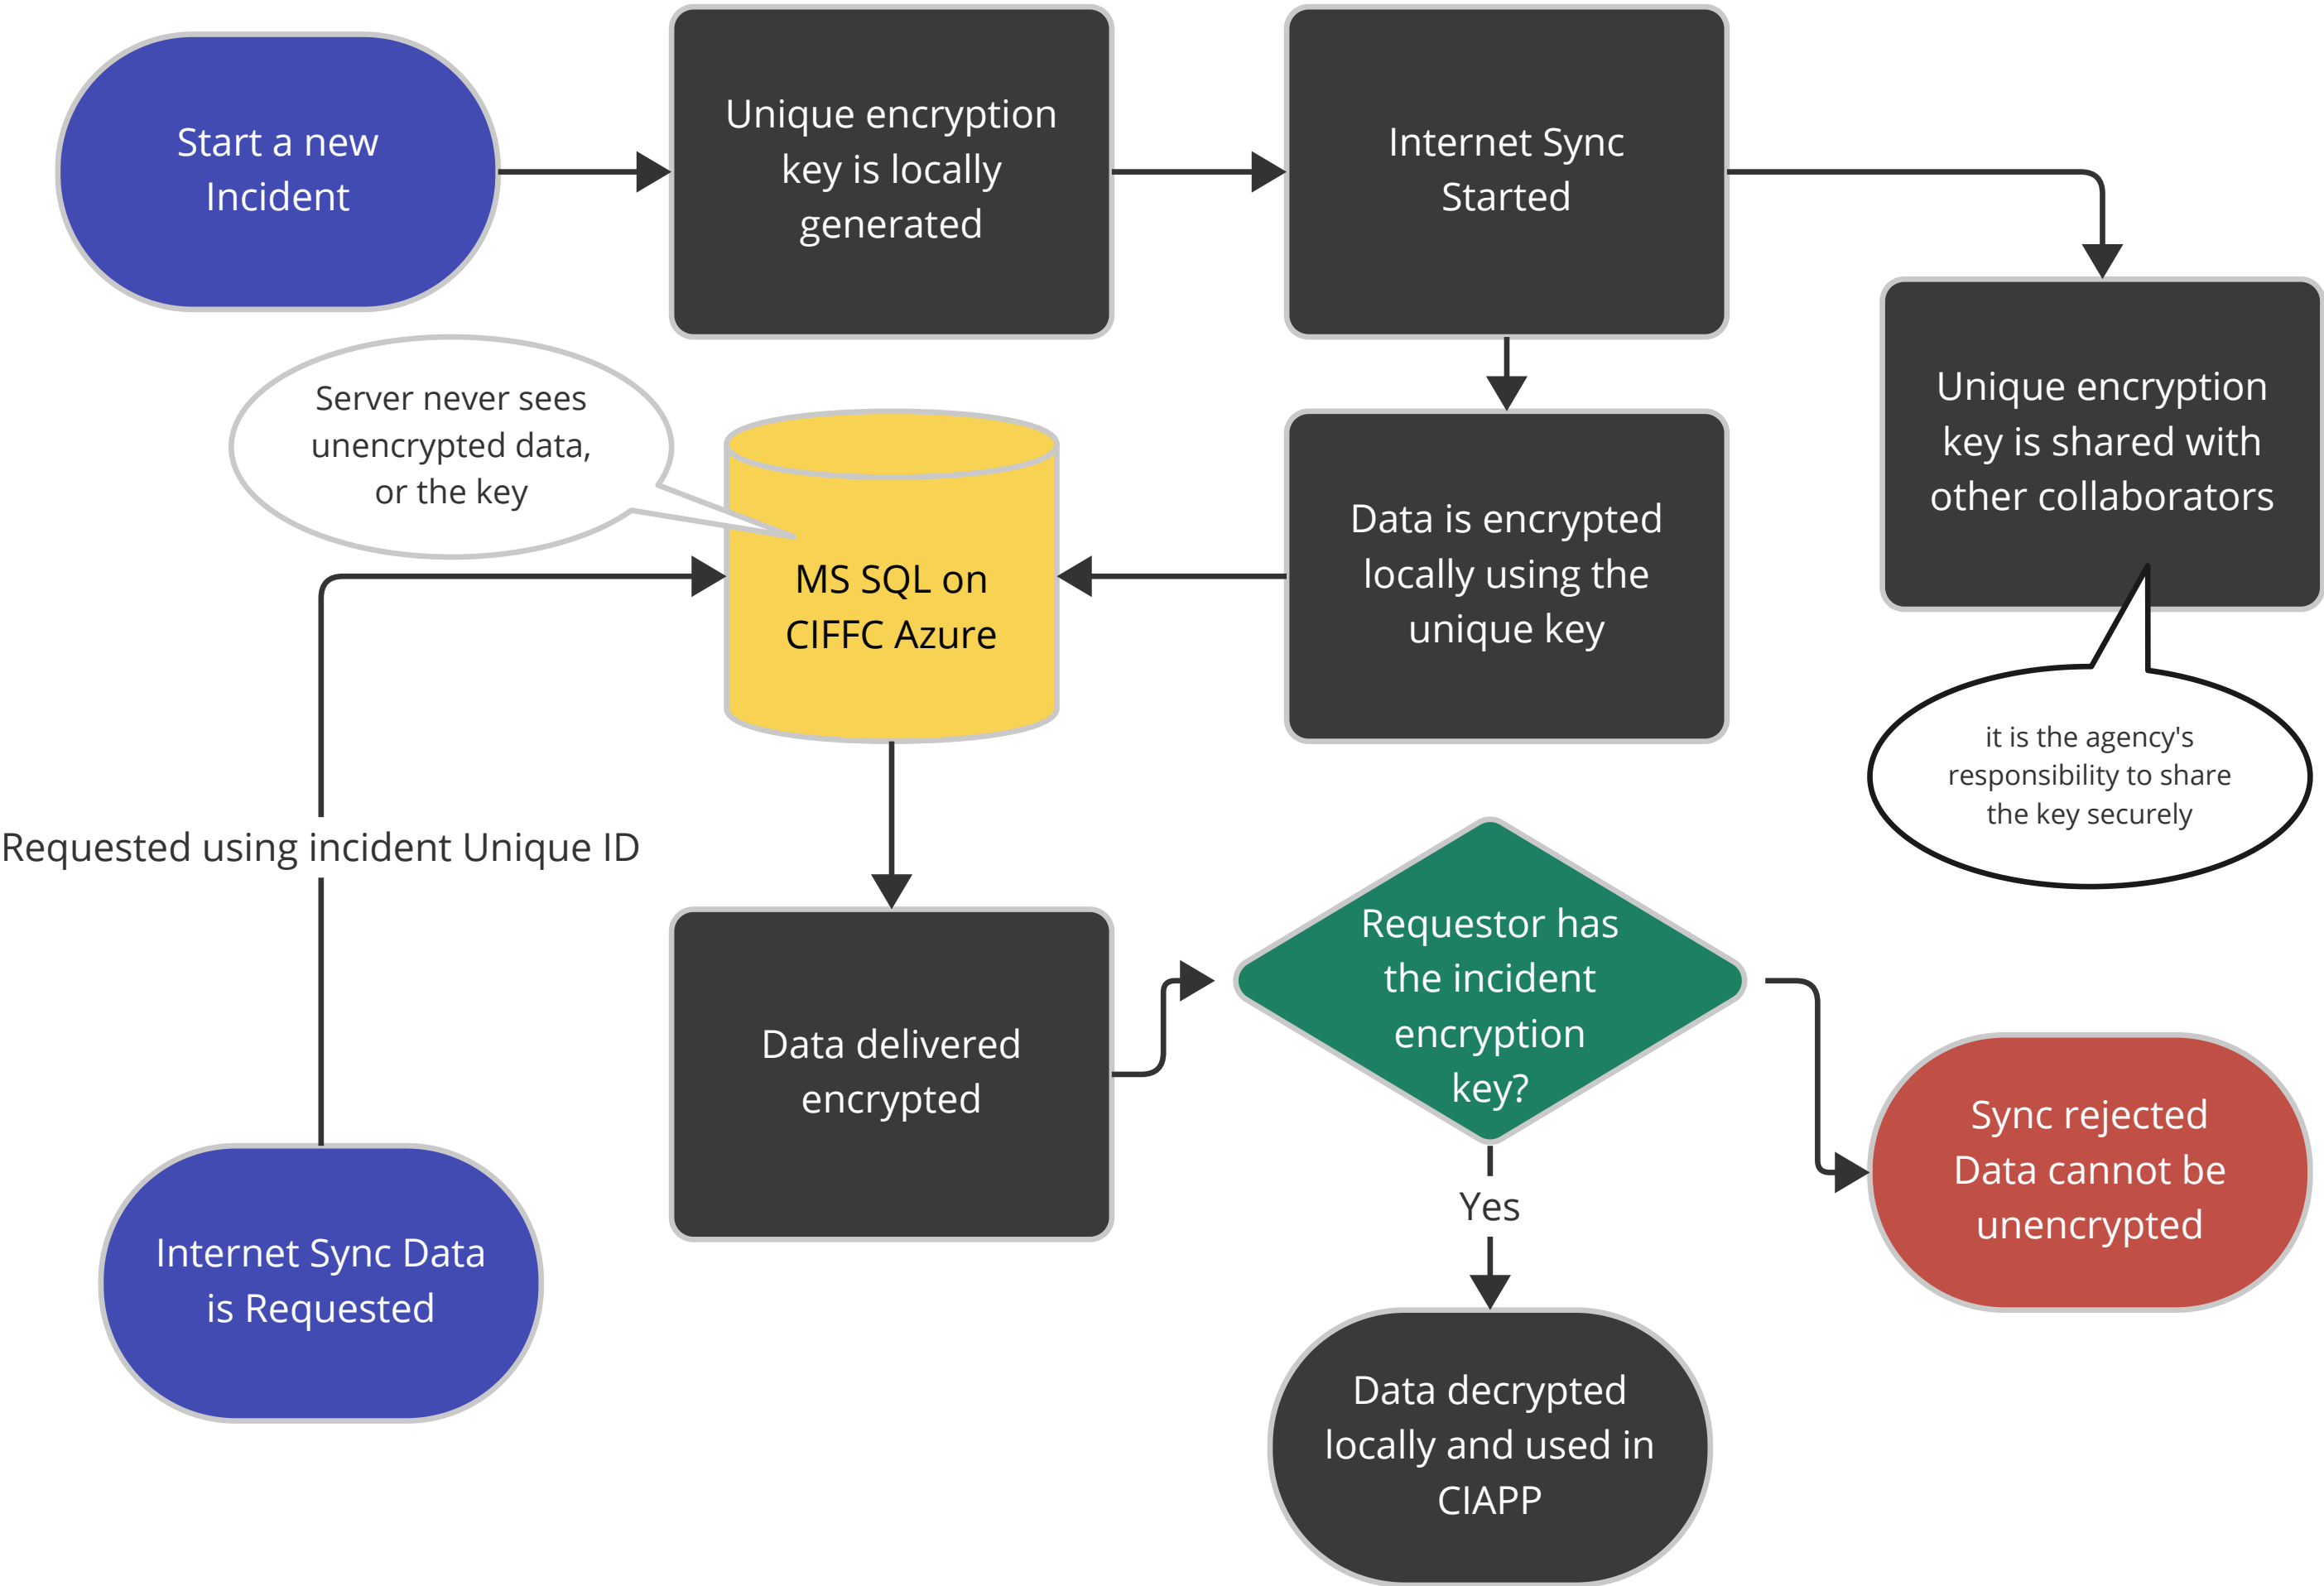 Start a new
Incident
Unique encryption
key is locally
generated
Internet Sync
Started
Unique encryption
key is shared with
other collaborators
Server never sees
unencrypted data,
or the key
MS SQL on
CIFFC Azure
Data is encrypted
locally using the
unique key
it is the agency's
responsibility to share
the key securely
Requested using incident Unique ID
Data delivered
encrypted
Requestor has
the incident
encryption
key?
Sync rejected
Data cannot be
unencrypted
Yes
Internet Sync Data
is Requested
Data decrypted
locally and used in
CIAPP